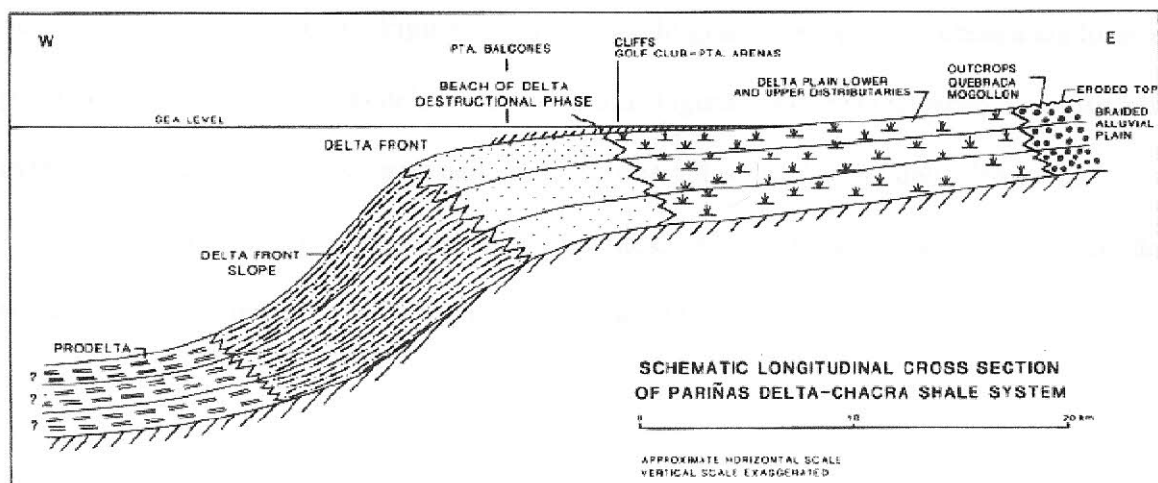 W
E
PTA. BALCONES
CLIFFS
GOLF CLUB-PTA. ARENAS
BEACH OF DELTA
DESTRUCTIONAL PHASE
DELTA PLAIN LOWER
AND UPPER DISTRIBUTARIES
OUTCROPS
QUEBRADA
MOGOLLON
ERODED TOP
BRAIDED
ALLUVIAL
PLAIN
SEA LEVEL
DELTA FRONT
DELTA FRONT
SLOPE
PRODELTA
?
?
?
SCHEMATIC LONGITUDINAL CROSS SECTION
OF PARIÑAS DELTA-CHACRA SHALE SYSTEM
0 10 20 km
APPROXIMATE HORIZONTAL SCALE
VERTICAL SCALE EXAGGERATED